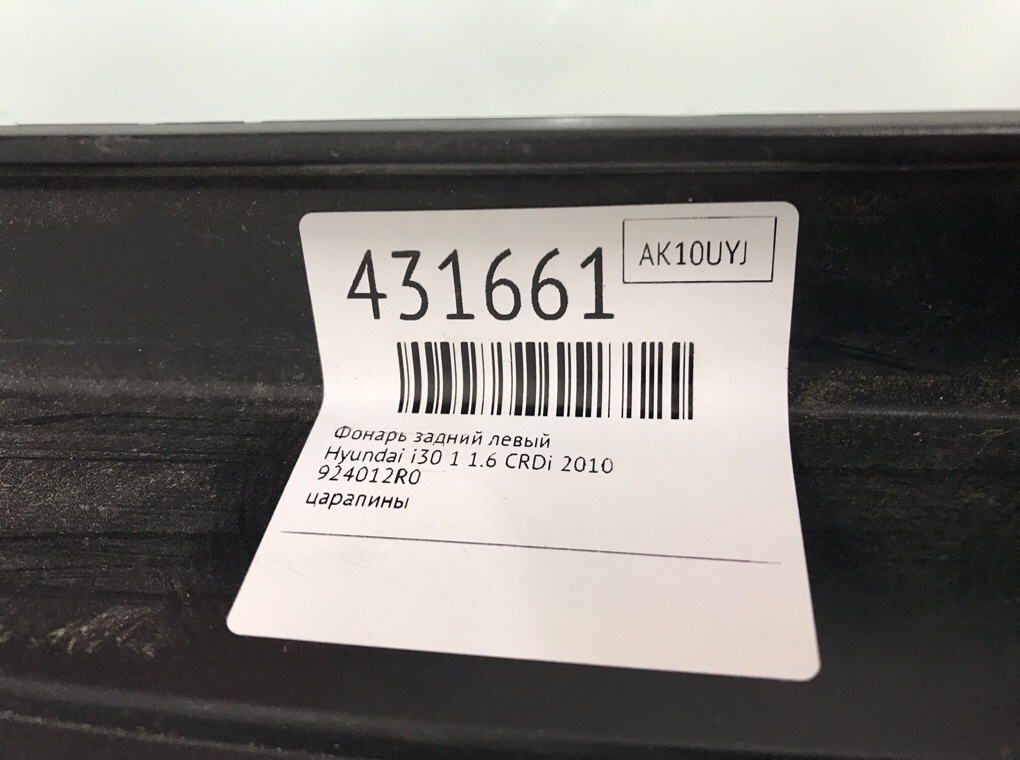 431661
AK10UYJ
Фонарь задний левый
Hyundai i30 1 1.6 CRDi 2010
924012R0
царапины